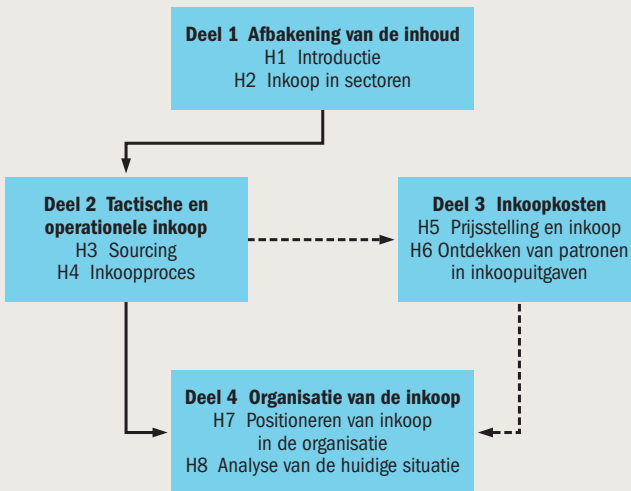 Deel 1 Afbakening van de inhoud
H1 Introductie
H2 Inkoop in sectoren
Deel 2 Tactische en
operationele inkoop
H3 Sourcing
H4 Inkoopproces
Deel 3 Inkoopkosten
H5 Prijsstelling en inkoop
H6 Ontdekken van patronen
in inkoopuitgaven
Deel 4 Organisatie van de inkoop
H7 Positioneren van inkoop
in de organisatie
H8 Analyse van de huidige situatie